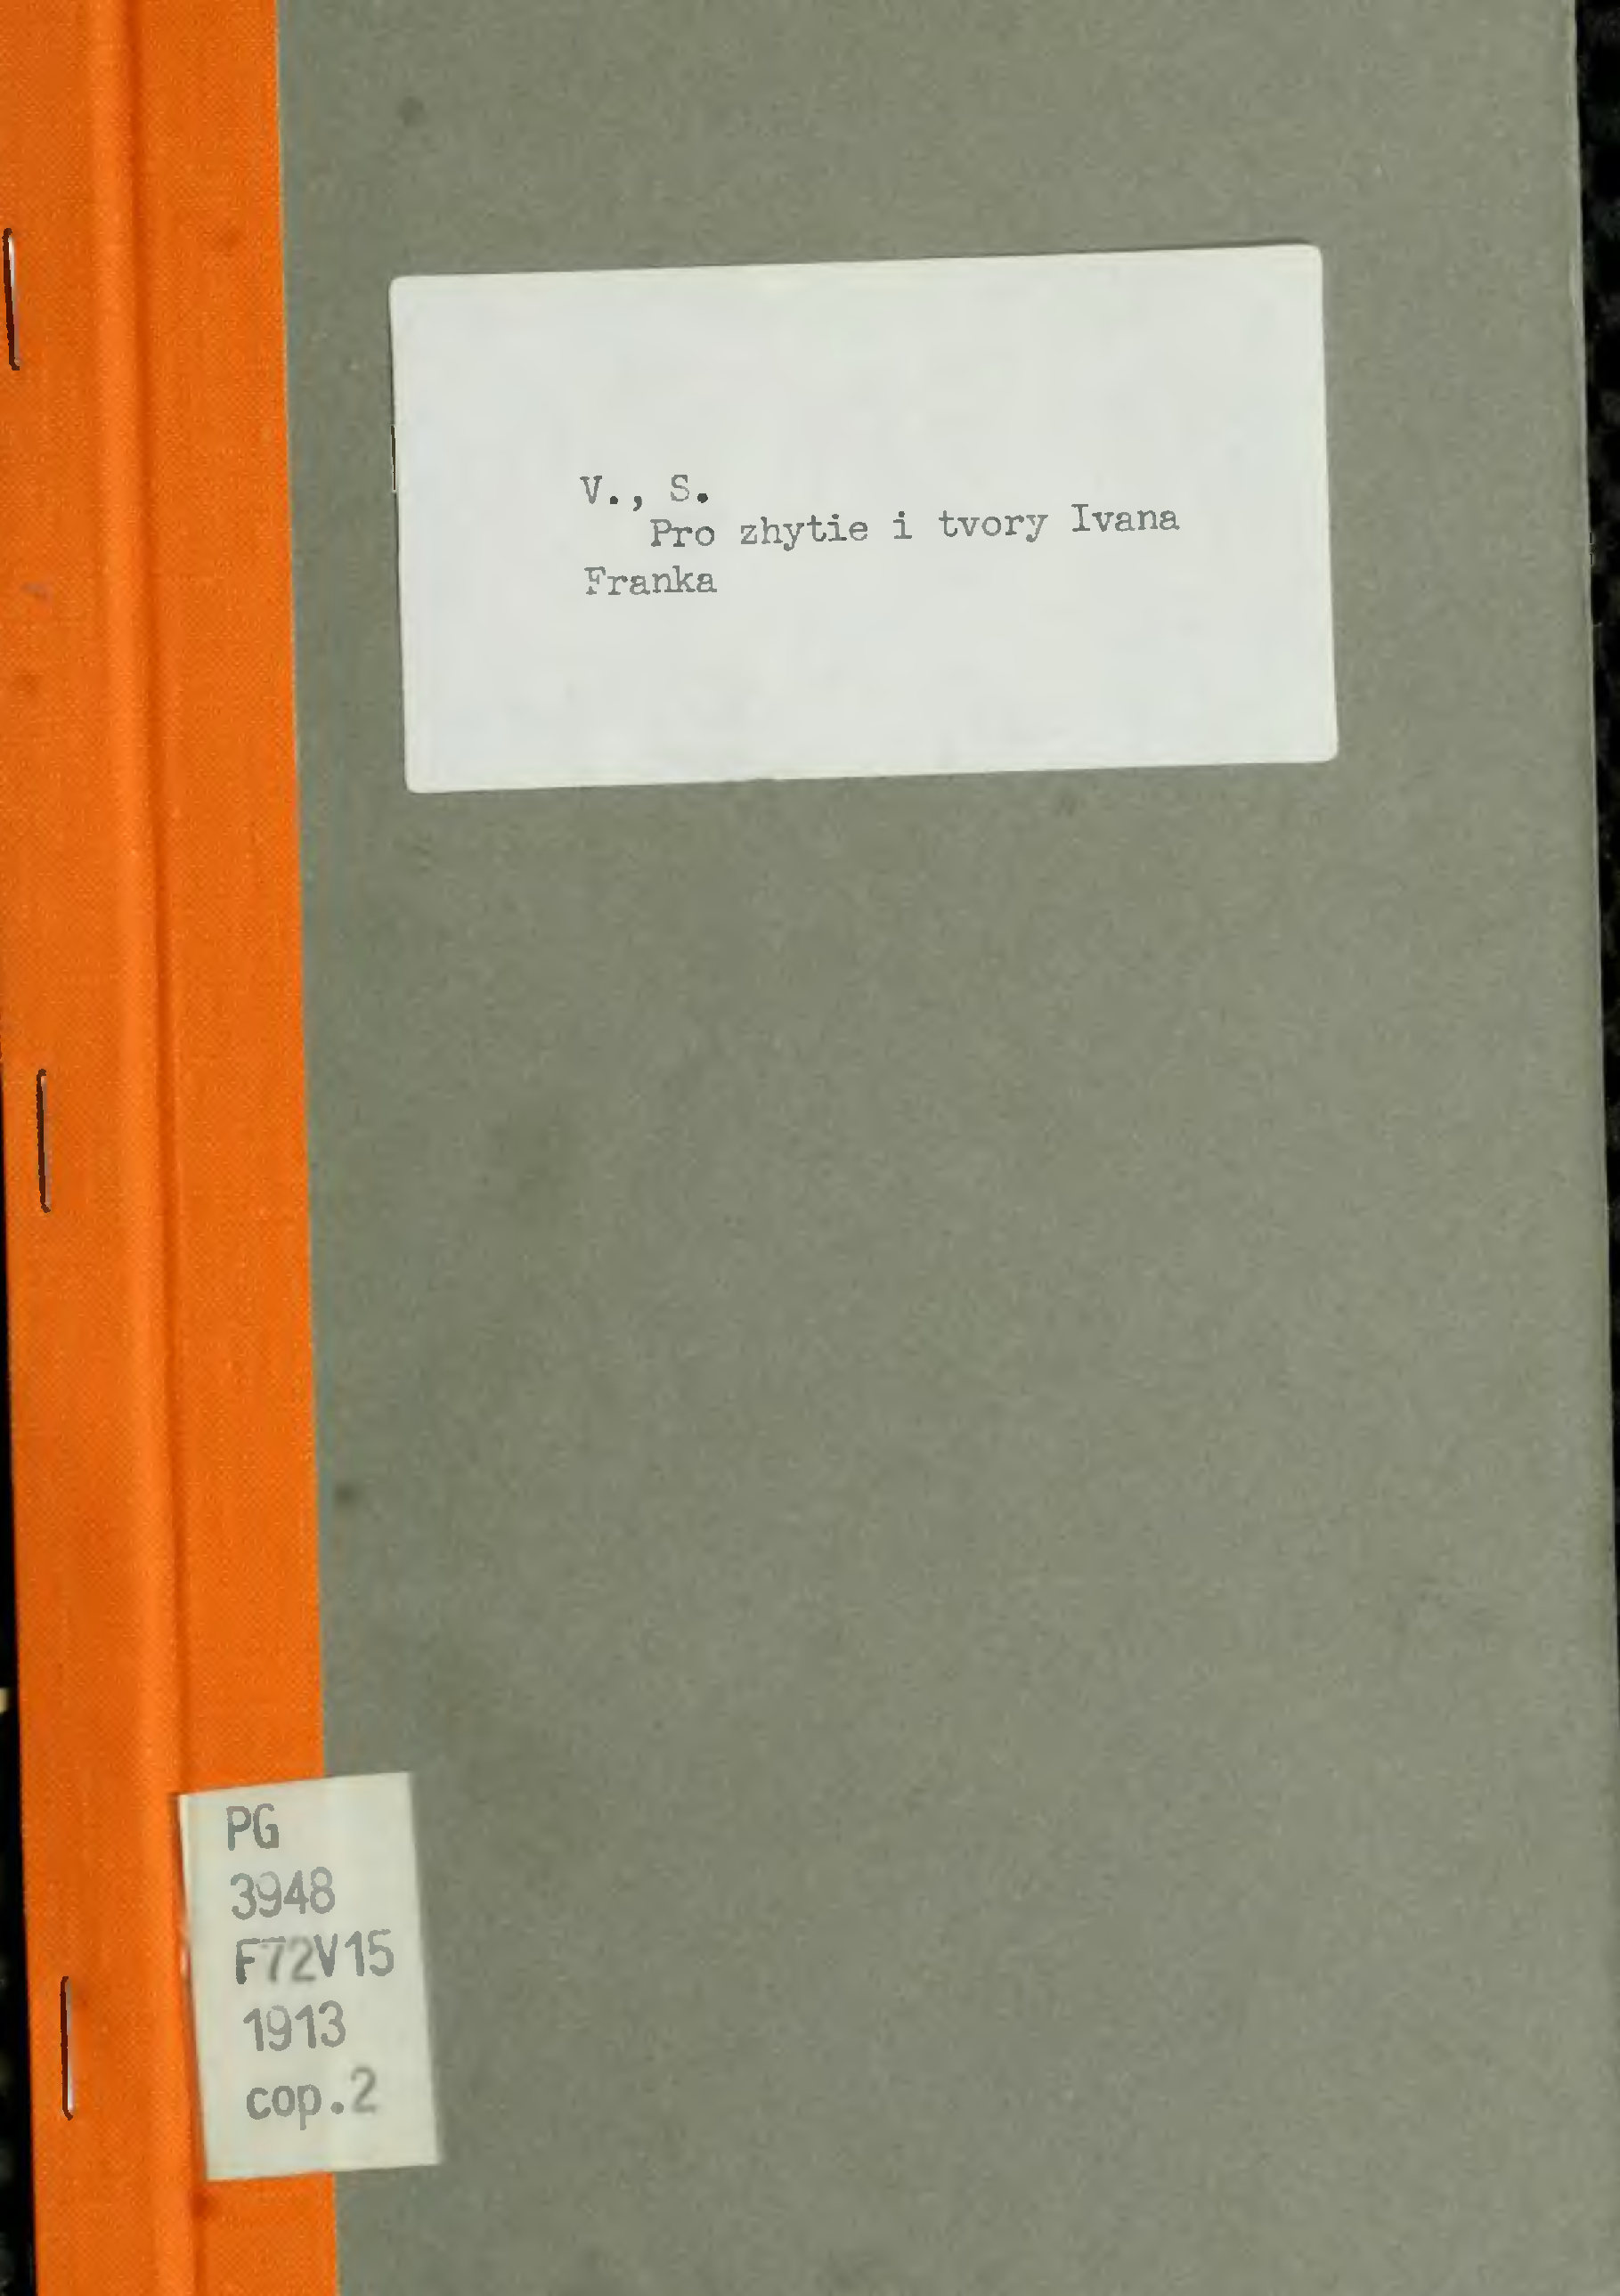 V., S.
Pro zhytie i tvory Ivana
Franka
PG
3948
F72V15
1913
cop.2